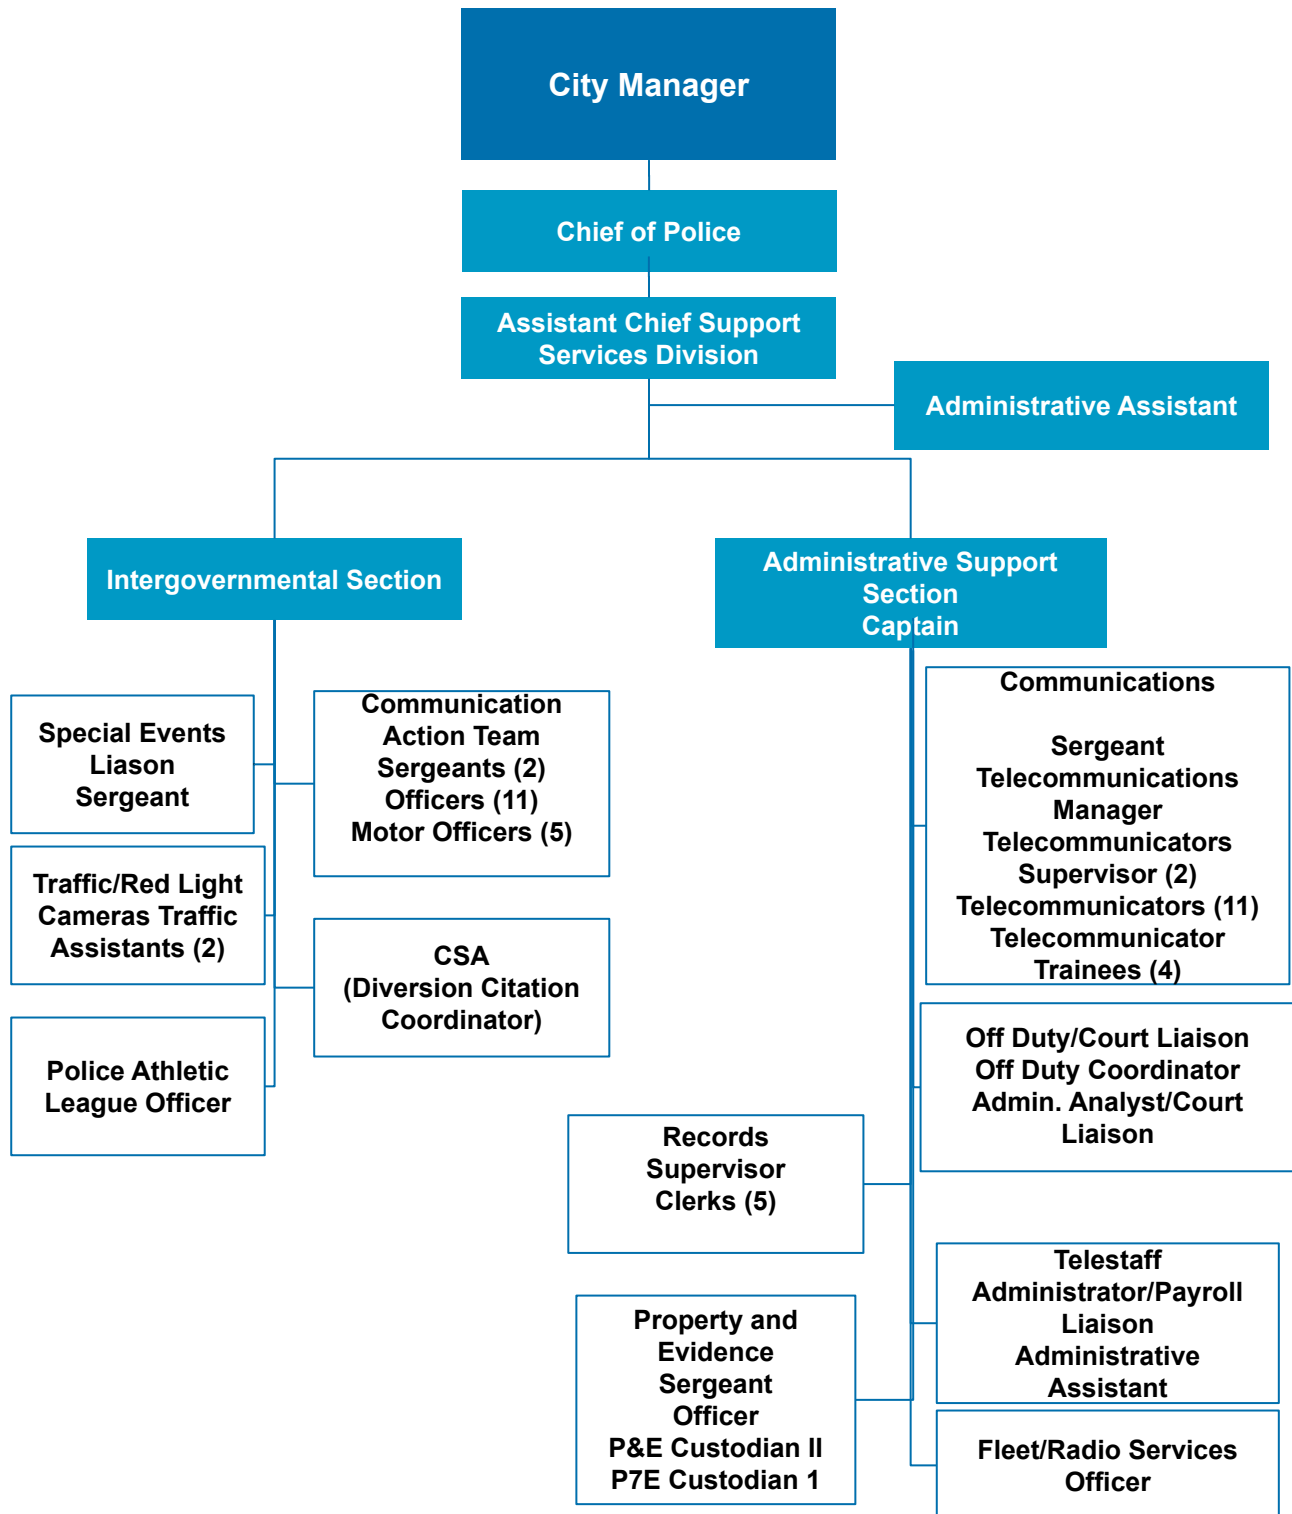 City Manager
Chief of Police
Assistant Chief Support
Services Division
Administrative Assistant
Intergovernmental Section
Administrative Support
Section
Captain
Special Events
Liason
Sergeant
Communication
Action Team
Sergeants (2)
Officers (11)
Motor Officers (5)
Traffic/Red Light
Cameras Traffic
Assistants (2)
CSA
(Diversion Citation
Coordinator)
Police Athletic
League Officer
Communications
Sergeant
Telecommunications
Manager
Telecommunicators
Supervisor (2)
Telecommunicators (11)
Telecommunicator
Trainees (4)
Off Duty/Court Liaison
Off Duty Coordinator
Admin. Analyst/Court
Liaison
Records
Supervisor
Clerks (5)
Telestaff
Administrator/Payroll
Liaison
Administrative
Assistant
Property and
Evidence
Sergeant
Officer
P&E Custodian II
P7E Custodian 1
Fleet/Radio Services
Officer